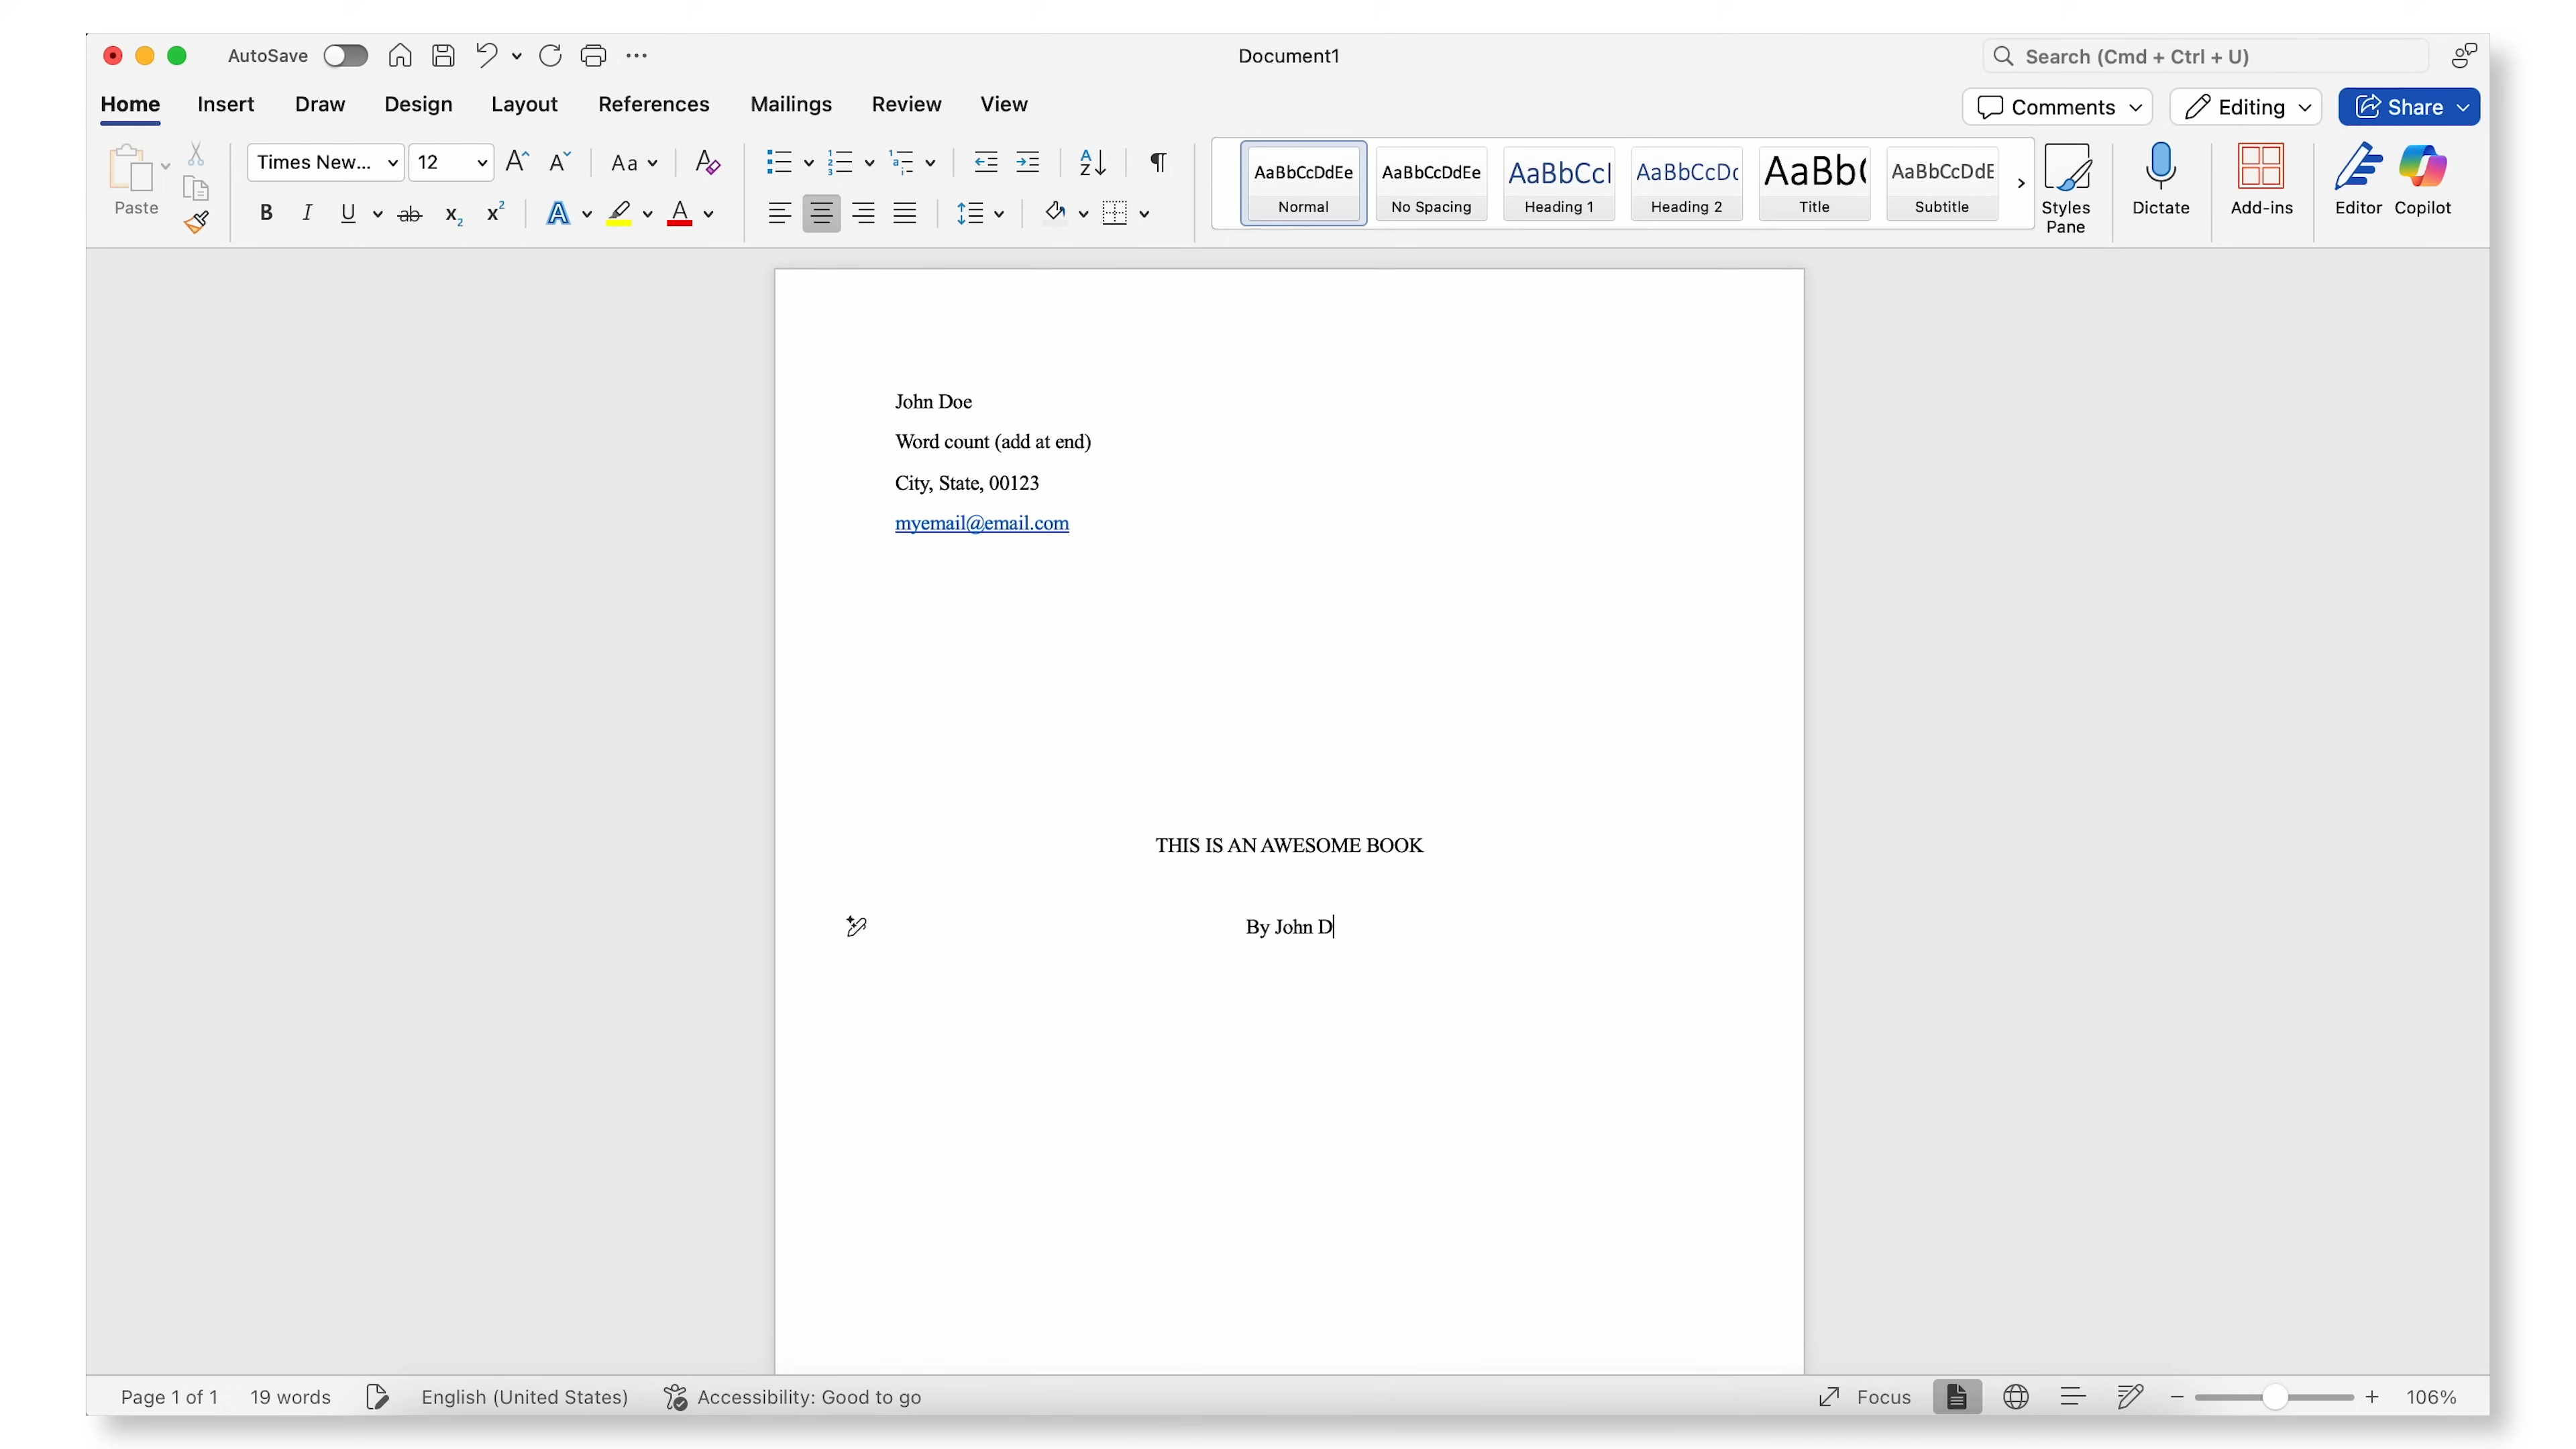 AutoSave
Document1
Search (Cmd + Ctrl + U)
Home Insert Draw Design Layout References Mailings Review View
Comments Editing Share
Paste
Times New... 12
Aa
AaBbCcDdEe Normal
AaBbCcDdEe No Spacing
AaBbCcI Heading 1
AaBbCcDc Heading 2
AaBb( Title
AaBbCcDdE Subtitle
Styles Pane
Dictate
Add-ins
Editor
Copilot
John Doe
Word count (add at end)
City, State, 00123
myemail@email.com
THIS IS AN AWESOME BOOK
By John D
Page 1 of 1 19 words English (United States) Accessibility: Good to go Focus 106%